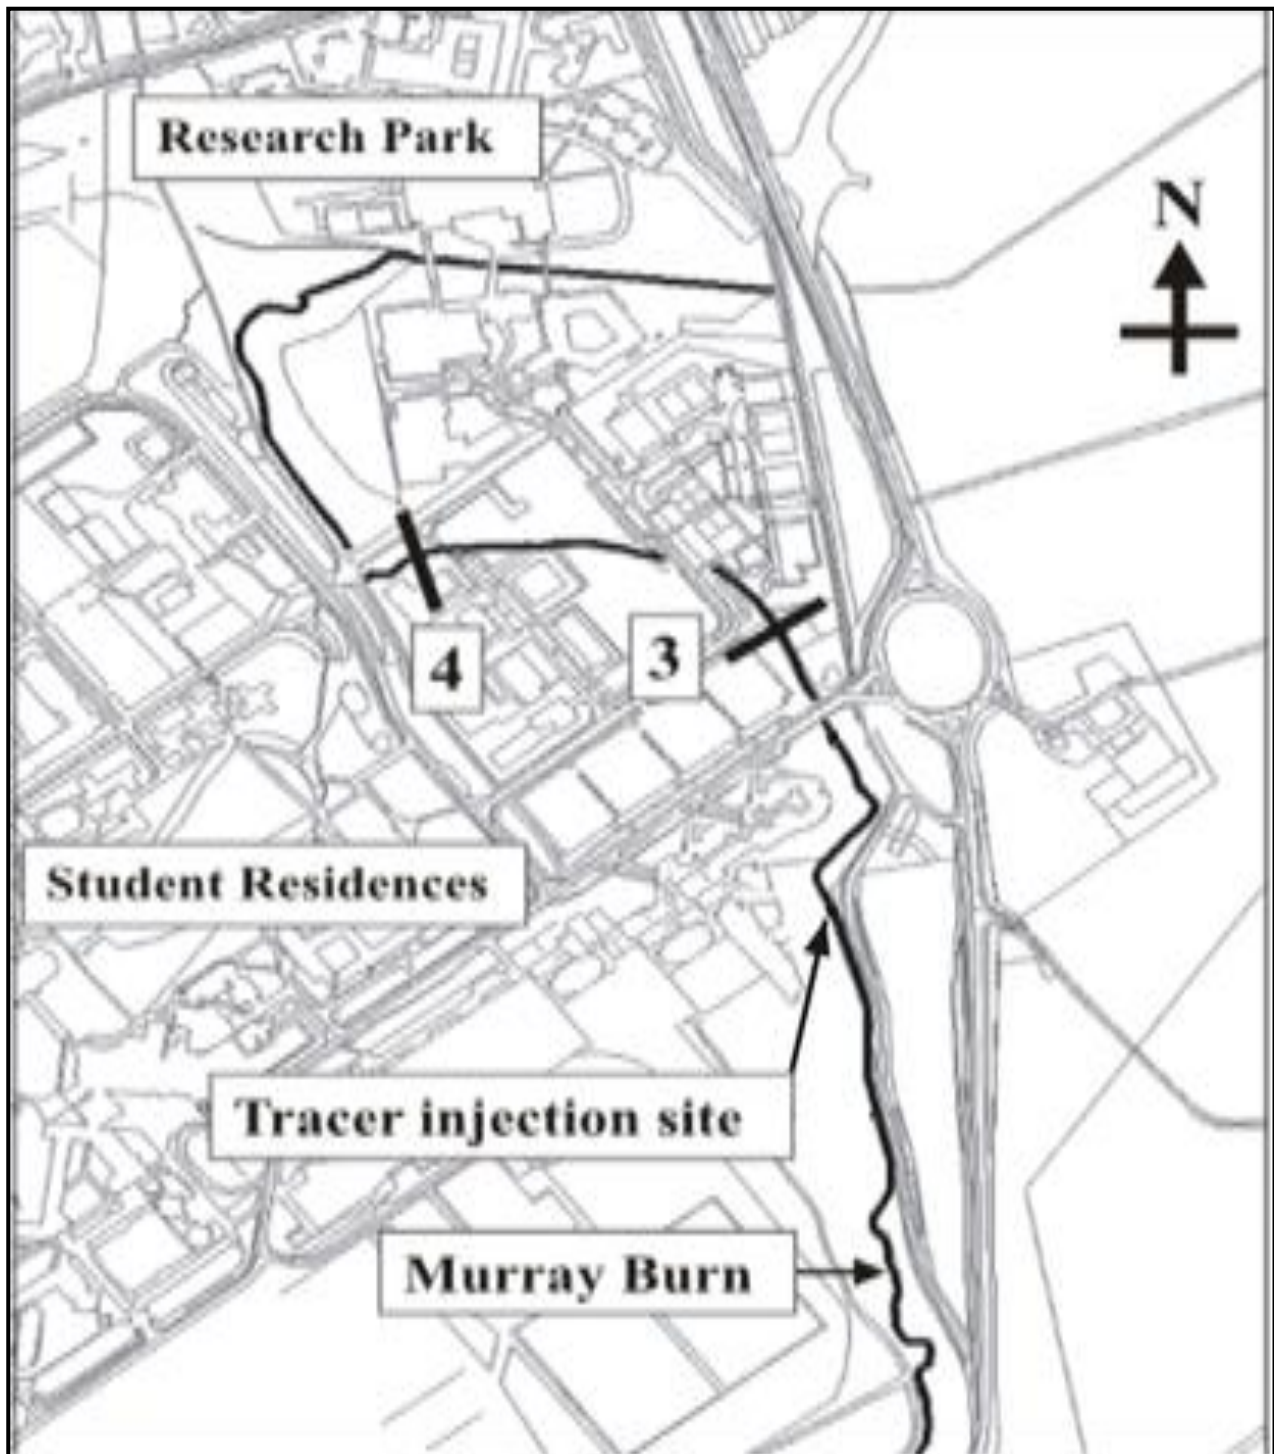 Research Park
N
4
3
Student Residences
Tracer injection site
Murray Burn